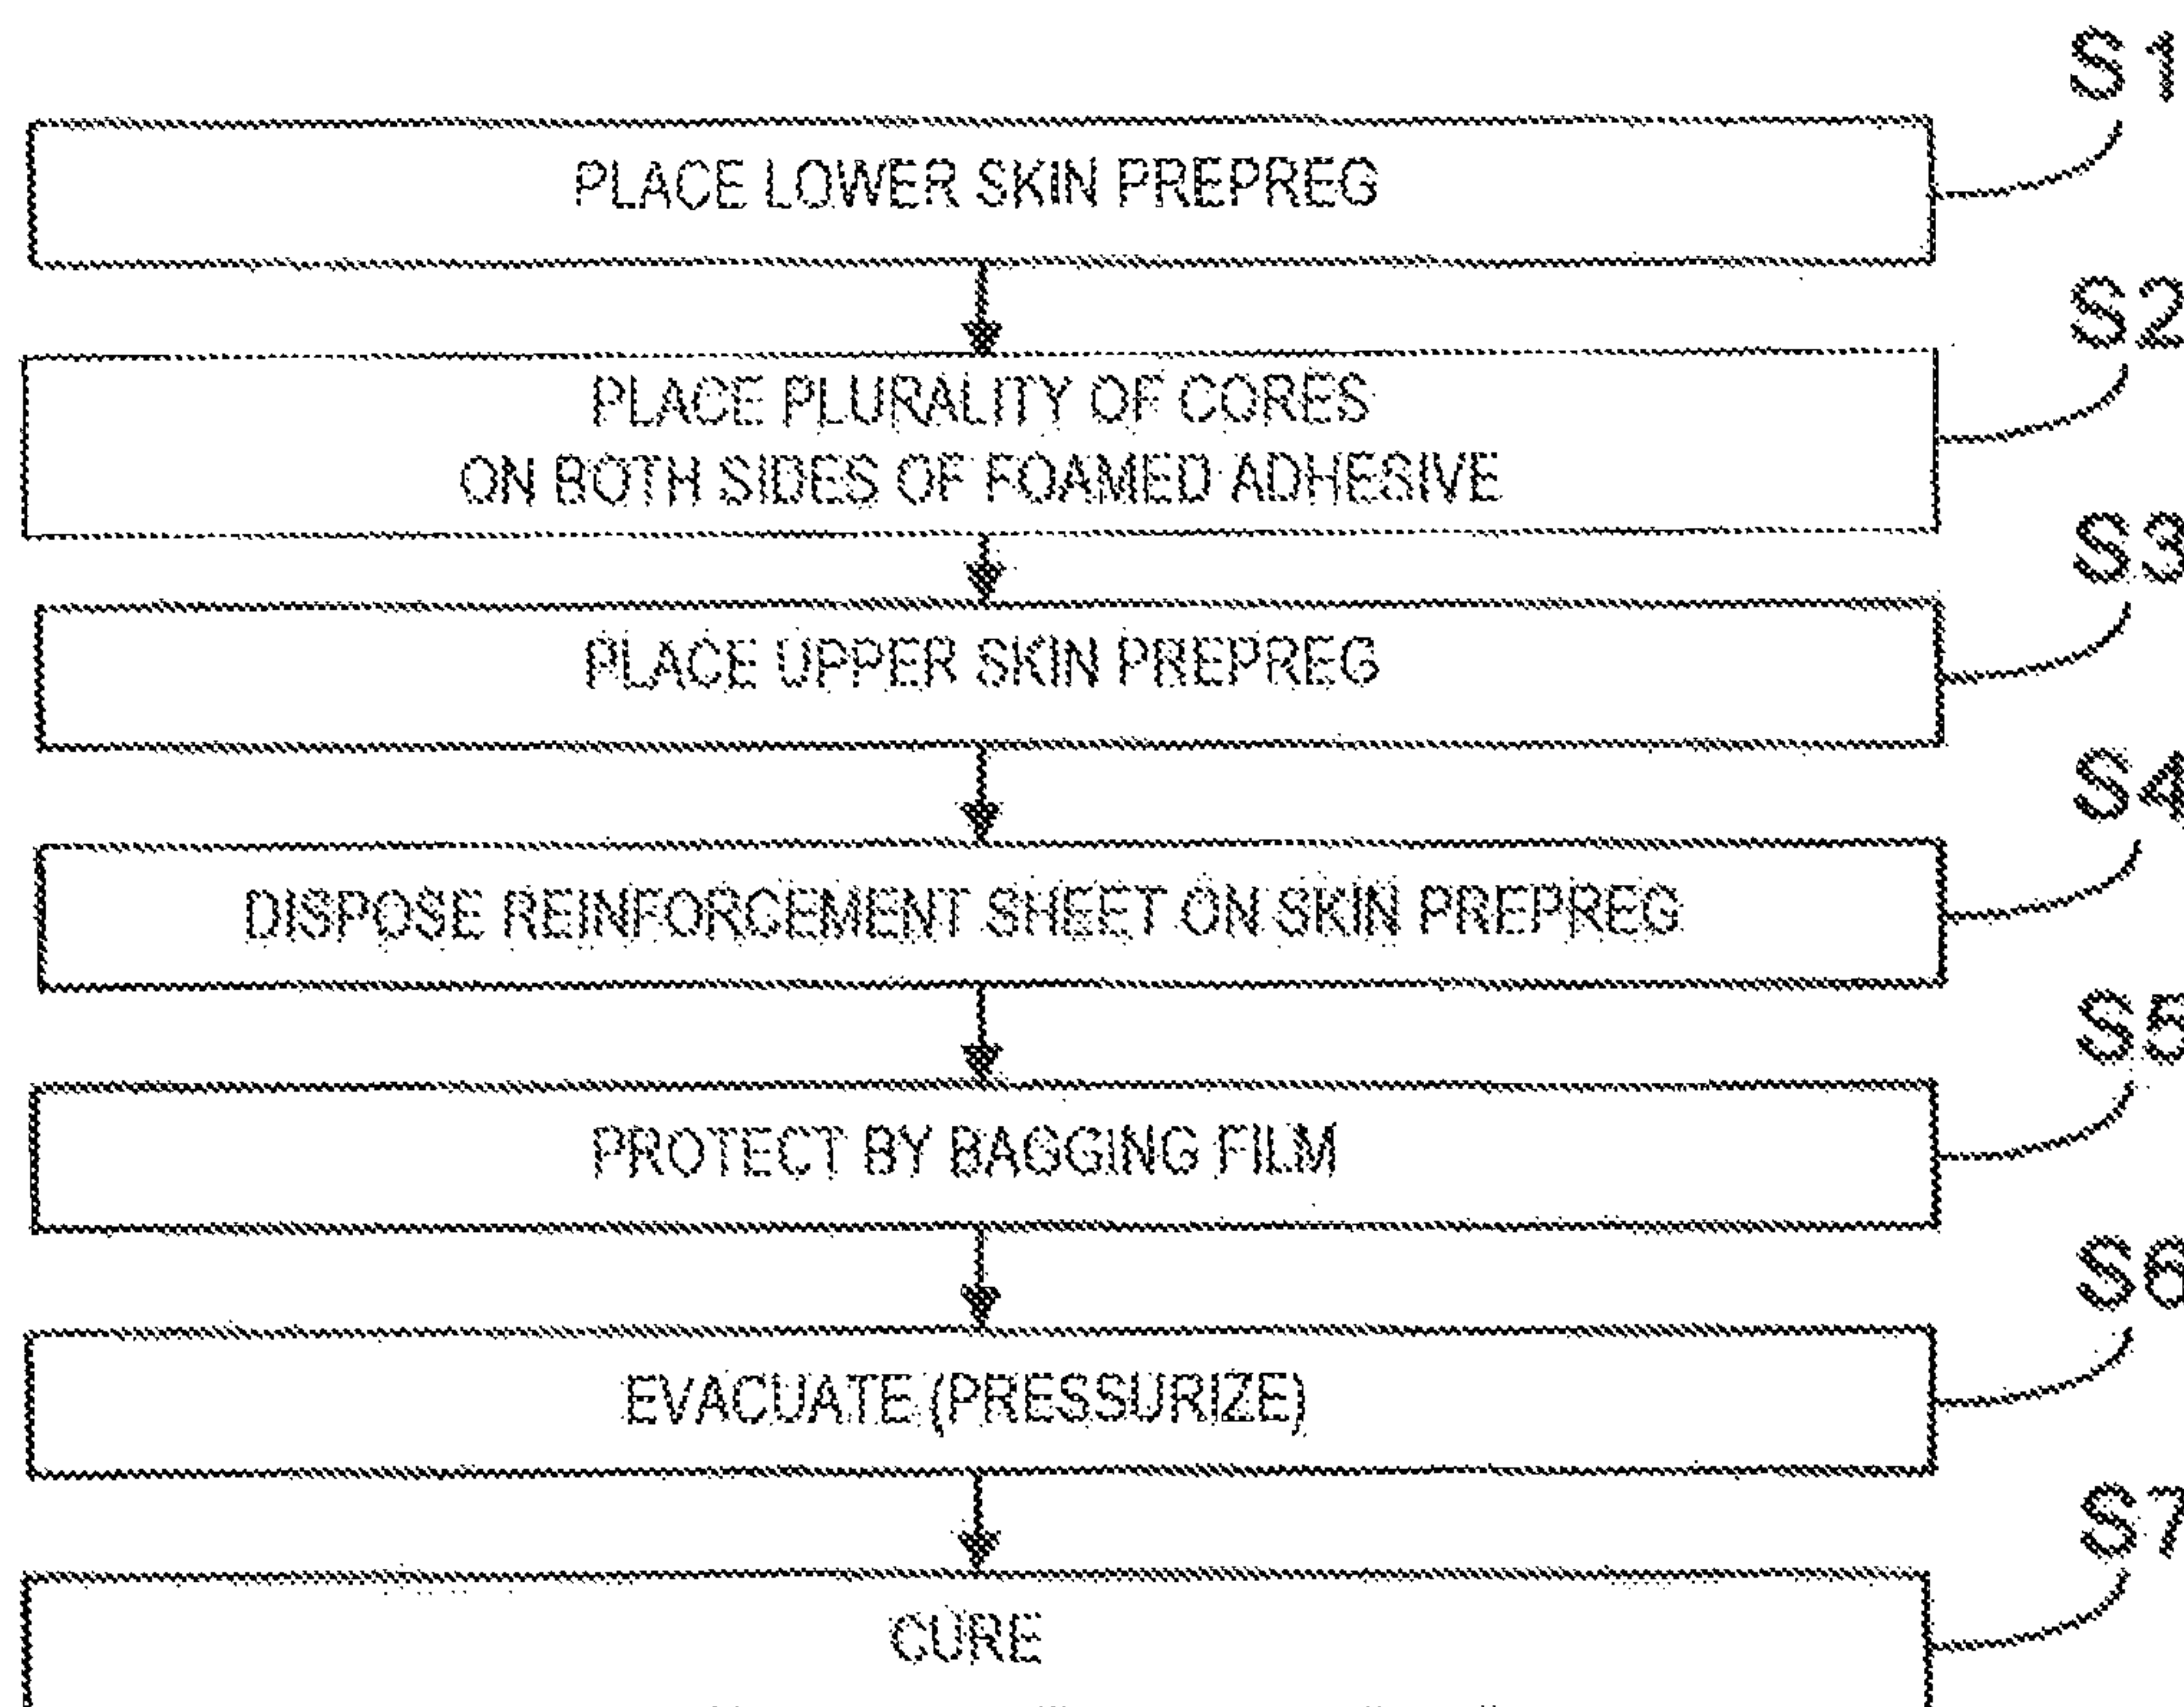 S1
PLACE LOWER SKIN PREPREG
S2
PLACE PLURALITY OF CORES
ON BOTH SIDES OF FOAMED ADHESIVE
S3
PLACE UPPER SKIN PREPREG
S4
DISPOSE REINFORCEMENT SHEET ON SKIN PREPREG
S5
PROTECT BY BAGGING FILM
S6
EVACUATE (PRESSURIZE)
S7
CURE